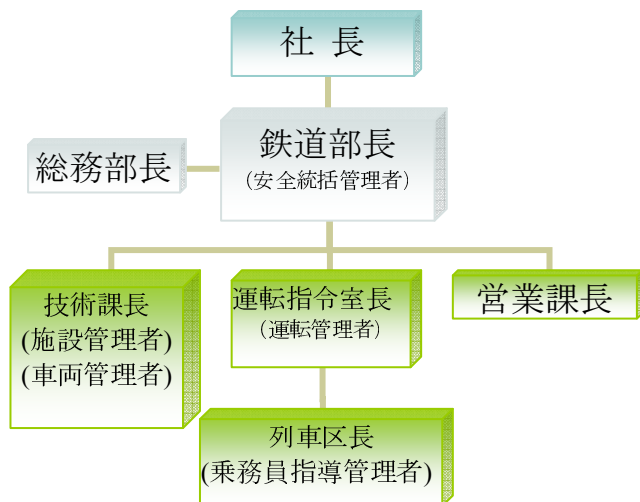 社 長
鉄道部長
(安全統括管理者)
総務部長
技術課長
(施設管理者)
(車両管理者)
運転指令室長
(運転管理者)
営業課長
列車区長
(乗務員指導管理者)